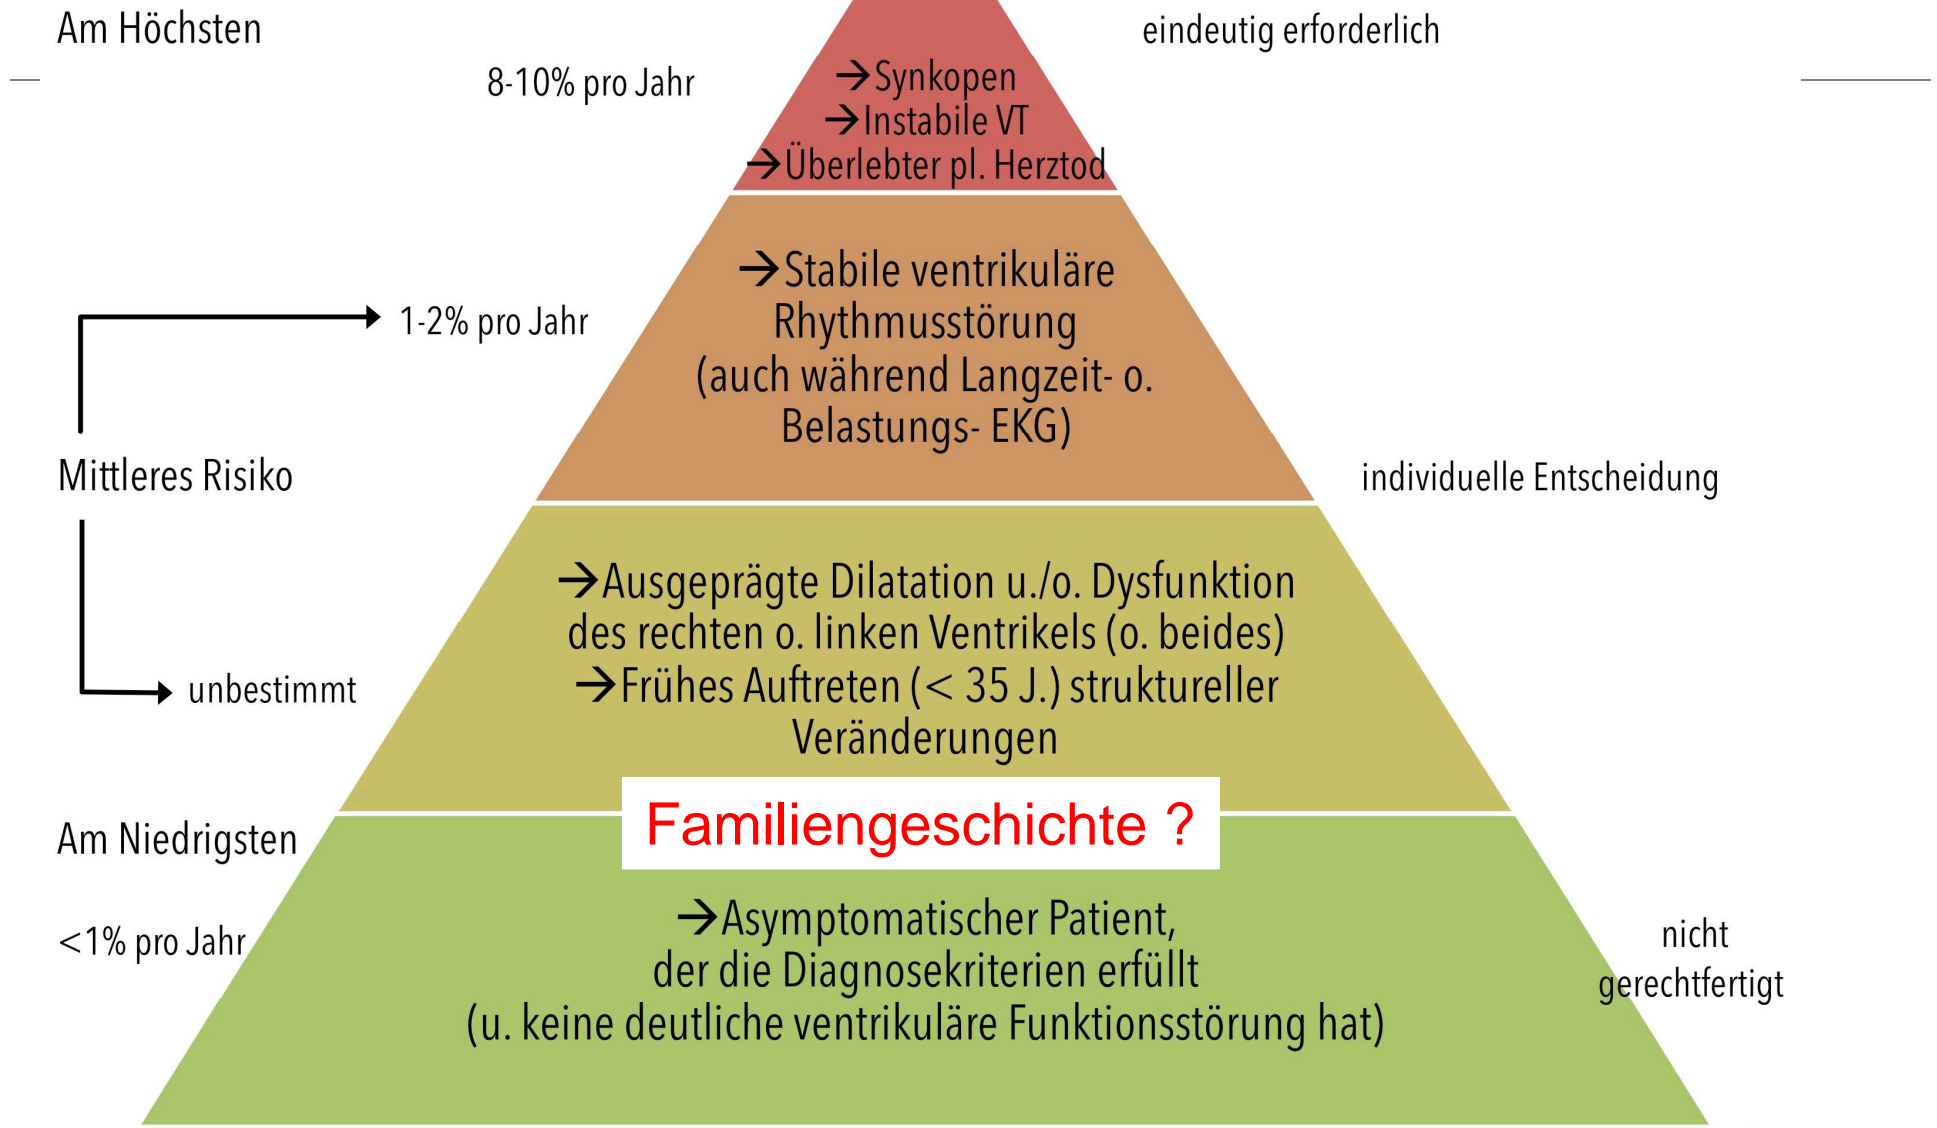 Am Höchsten
eindeutig erforderlich
8-10% pro Jahr
→Synkopen
→Instabile VT
→Überlebter pl. Herztod
→Stabile ventrikuläre
Rhythmusstörung
(auch während Langzeit- o.
Belastungs- EKG)
1-2% pro Jahr
Mittleres Risiko
individuelle Entscheidung
→Ausgeprägte Dilatation u./o. Dysfunktion
des rechten o. linken Ventrikels (o. beides)
→Frühes Auftreten (< 35 J.) struktureller
Veränderungen
unbestimmt
Familiengeschichte ?
Am Niedrigsten
<1% pro Jahr
→Asymptomatischer Patient,
der die Diagnosekriterien erfüllt
(u. keine deutliche ventrikuläre Funktionsstörung hat)
nicht
gerechtfertigt